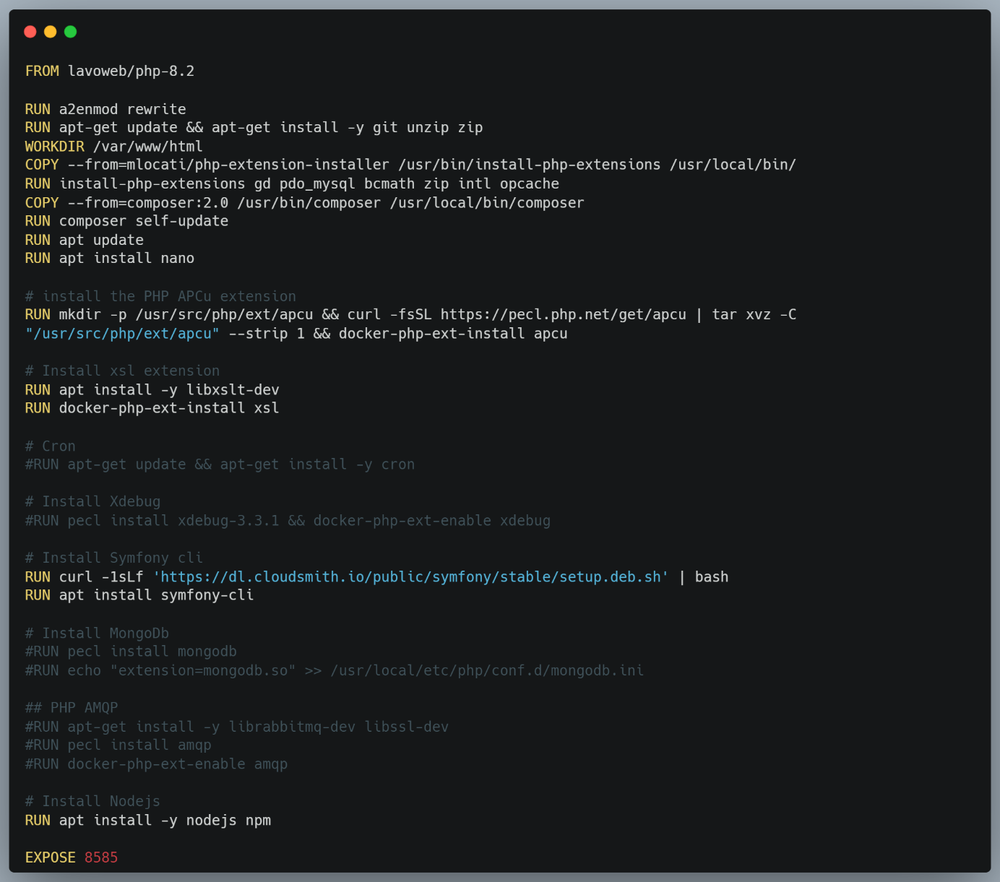 FROM lavoweb/php-8.2
RUN a2enmod rewrite
RUN apt-get update && apt-get install -y git unzip zip
WORKDIR /var/www/html
COPY --from=mlocati/php-extension-installer /usr/bin/install-php-extensions /usr/local/bin/
RUN install-php-extensions gd pdo_mysql bcmath zip intl opcache
COPY --from=composer:2.0 /usr/bin/composer /usr/local/bin/composer
RUN composer self-update
RUN apt update
RUN apt install nano
# install the PHP APCu extension
RUN mkdir -p /usr/src/php/ext/apcu && curl -fsSL https://pecl.php.net/get/apcu | tar xvz -C
"/usr/src/php/ext/apcu" --strip 1 && docker-php-ext-install apcu
# Install xsl extension
RUN apt install -y libxslt-dev
RUN docker-php-ext-install xsl
# Cron
#RUN apt-get update && apt-get install -y cron
# Install Xdebug
#RUN pecl install xdebug-3.3.1 && docker-php-ext-enable xdebug
# Install Symfony cli
RUN curl -1sLf 'https://dl.cloudsmith.io/public/symfony/stable/setup.deb.sh' | bash
RUN apt install symfony-cli
# Install MongoDb
#RUN pecl install mongodb
#RUN echo "extension=mongodb.so" >> /usr/local/etc/php/conf.d/mongodb.ini
## PHP AMQP
#RUN apt-get install -y librabbitmq-dev libssl-dev
#RUN pecl install amqp
#RUN docker-php-ext-enable amqp
# Install Nodejs
RUN apt install -y nodejs npm
EXPOSE 8585